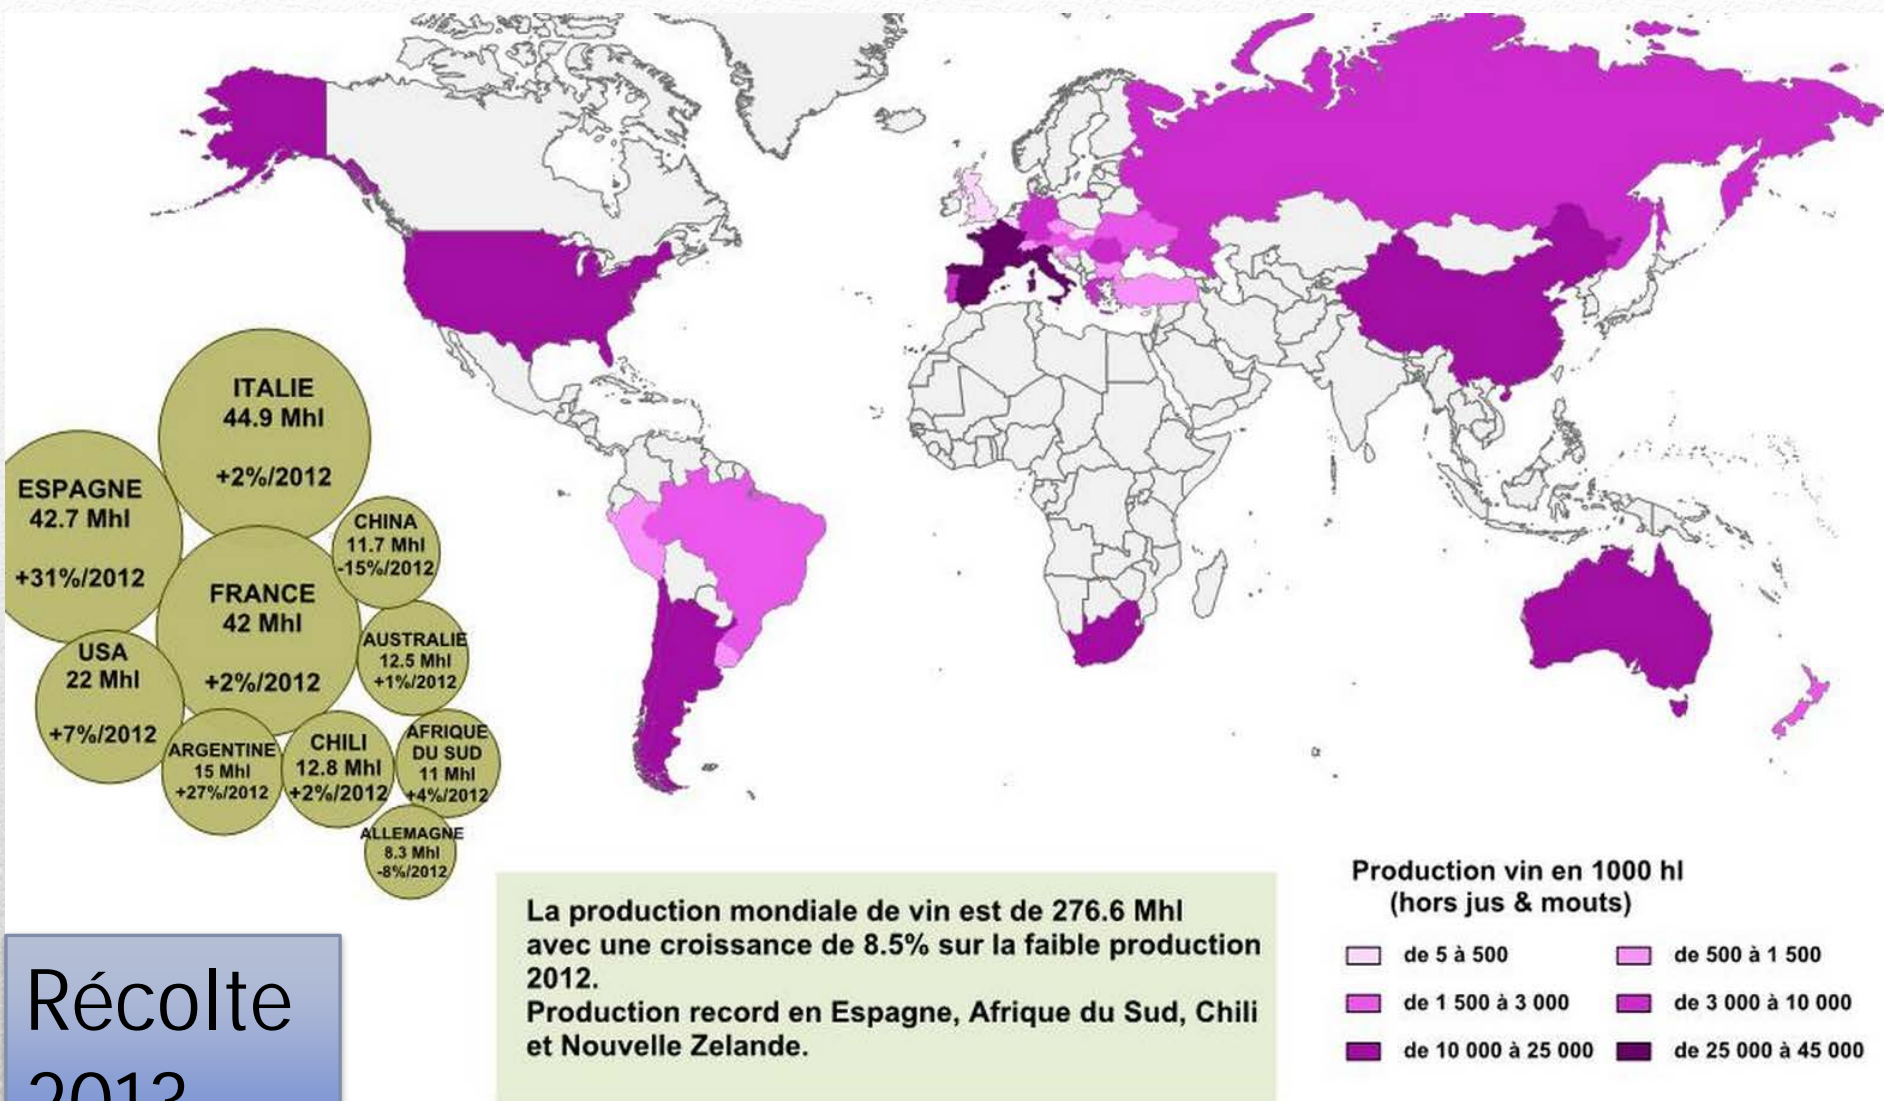 ITALIE
44.9 Mhl
+2%/2012
ESPAGNE
42.7 Mhl
+31%/2012
CHINA
11.7 Mhl
-15%/2012
FRANCE
42 Mhl
+2%/2012
AUSTRALIE
12.5 Mhl
+1%/2012
USA
22 Mhl
+7%/2012
ARGENTINE
15 Mhl
+27%/2012
CHILI
12.8 Mhl
+2%/2012
AFRIQUE
DU SUD
11 Mhl
+4%/2012
ALLEMAGNE
8.3 Mhl
-8%/2012
Récolte
2013
La production mondiale de vin est de 276.6 Mhl
avec une croissance de 8.5% sur la faible production
2012.
Production record en Espagne, Afrique du Sud, Chili
et Nouvelle Zelande.
Production vin en 1000 hl
(hors jus & mouts)
de 5 à 500
de 500 à 1 500
de 1 500 à 3 000
de 3 000 à 10 000
de 10 000 à 25 000
de 25 000 à 45 000